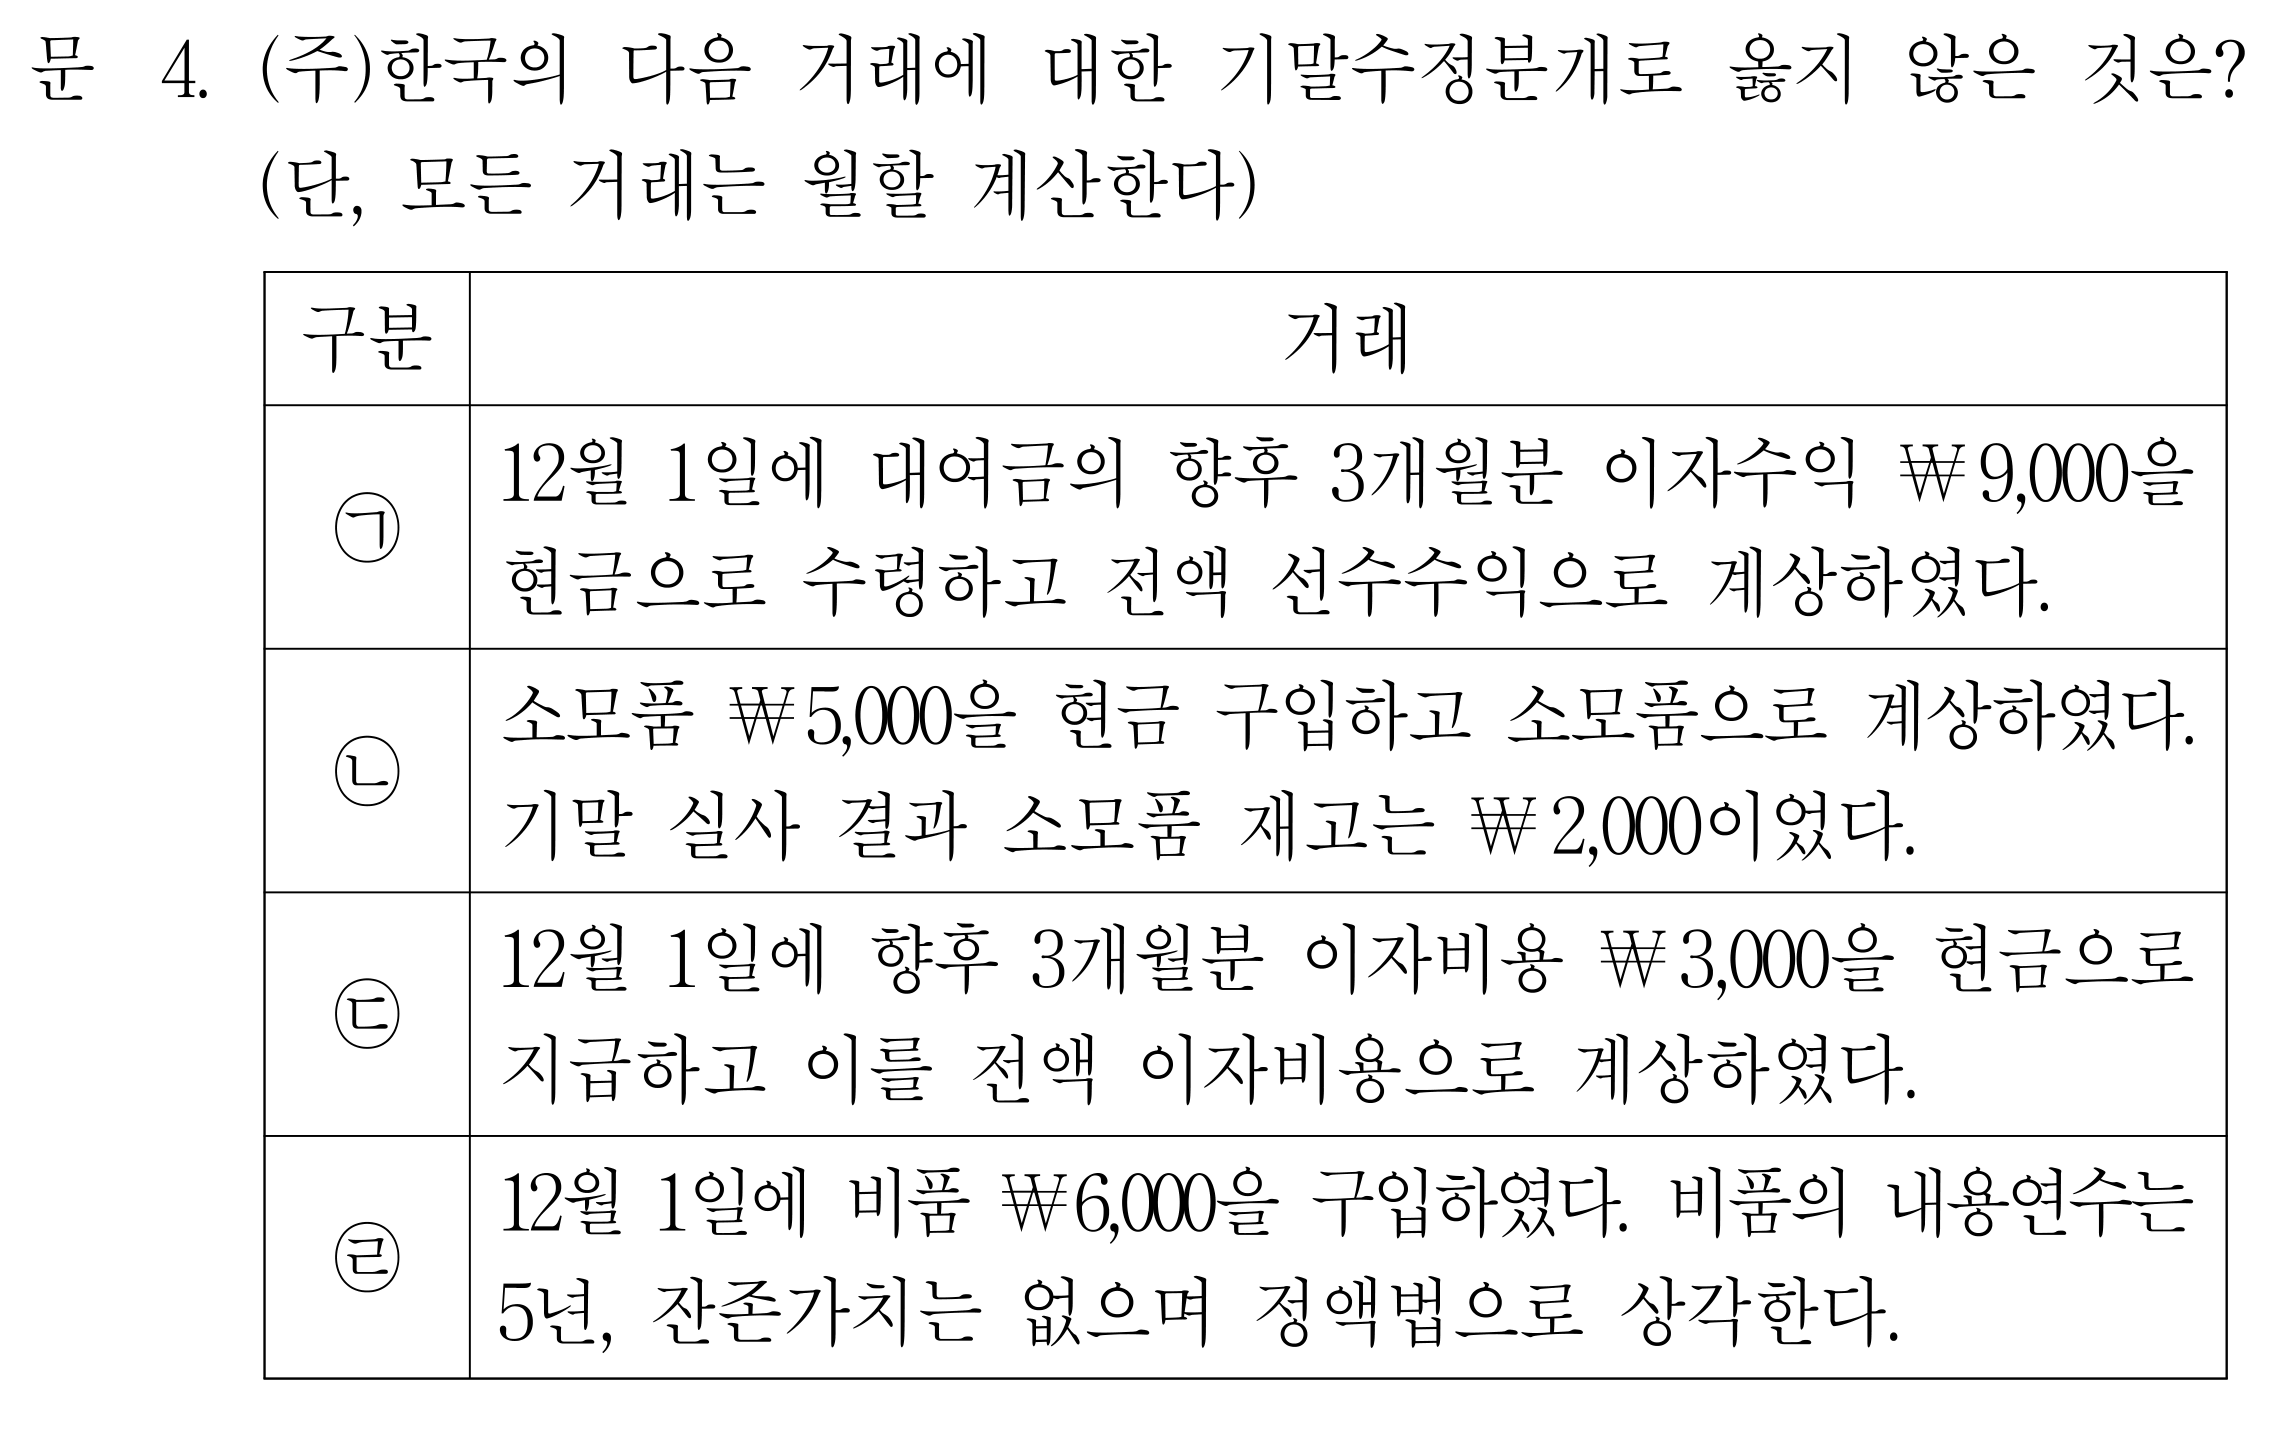 문 4. (주)한국의 다음 거래에 대한 기말수정분개로 옳지 않은 것은?
(단, 모든 거래는 월할 계산한다)
구분 거래
㉠ 12월 1일에 대여금의 향후 3개월분 이자수익 ₩9,000을
현금으로 수령하고 전액 선수수익으로 계상하였다.
㉡ 소모품 ₩5,000을 현금 구입하고 소모품으로 계상하였다.
기말 실사 결과 소모품 재고는 ₩2,000이었다.
㉢ 12월 1일에 향후 3개월분 이자비용 ₩3,000을 현금으로
지급하고 이를 전액 이자비용으로 계상하였다.
㉣ 12월 1일에 비품 ₩6,000을 구입하였다. 비품의 내용연수는
5년, 잔존가치는 없으며 정액법으로 상각한다.